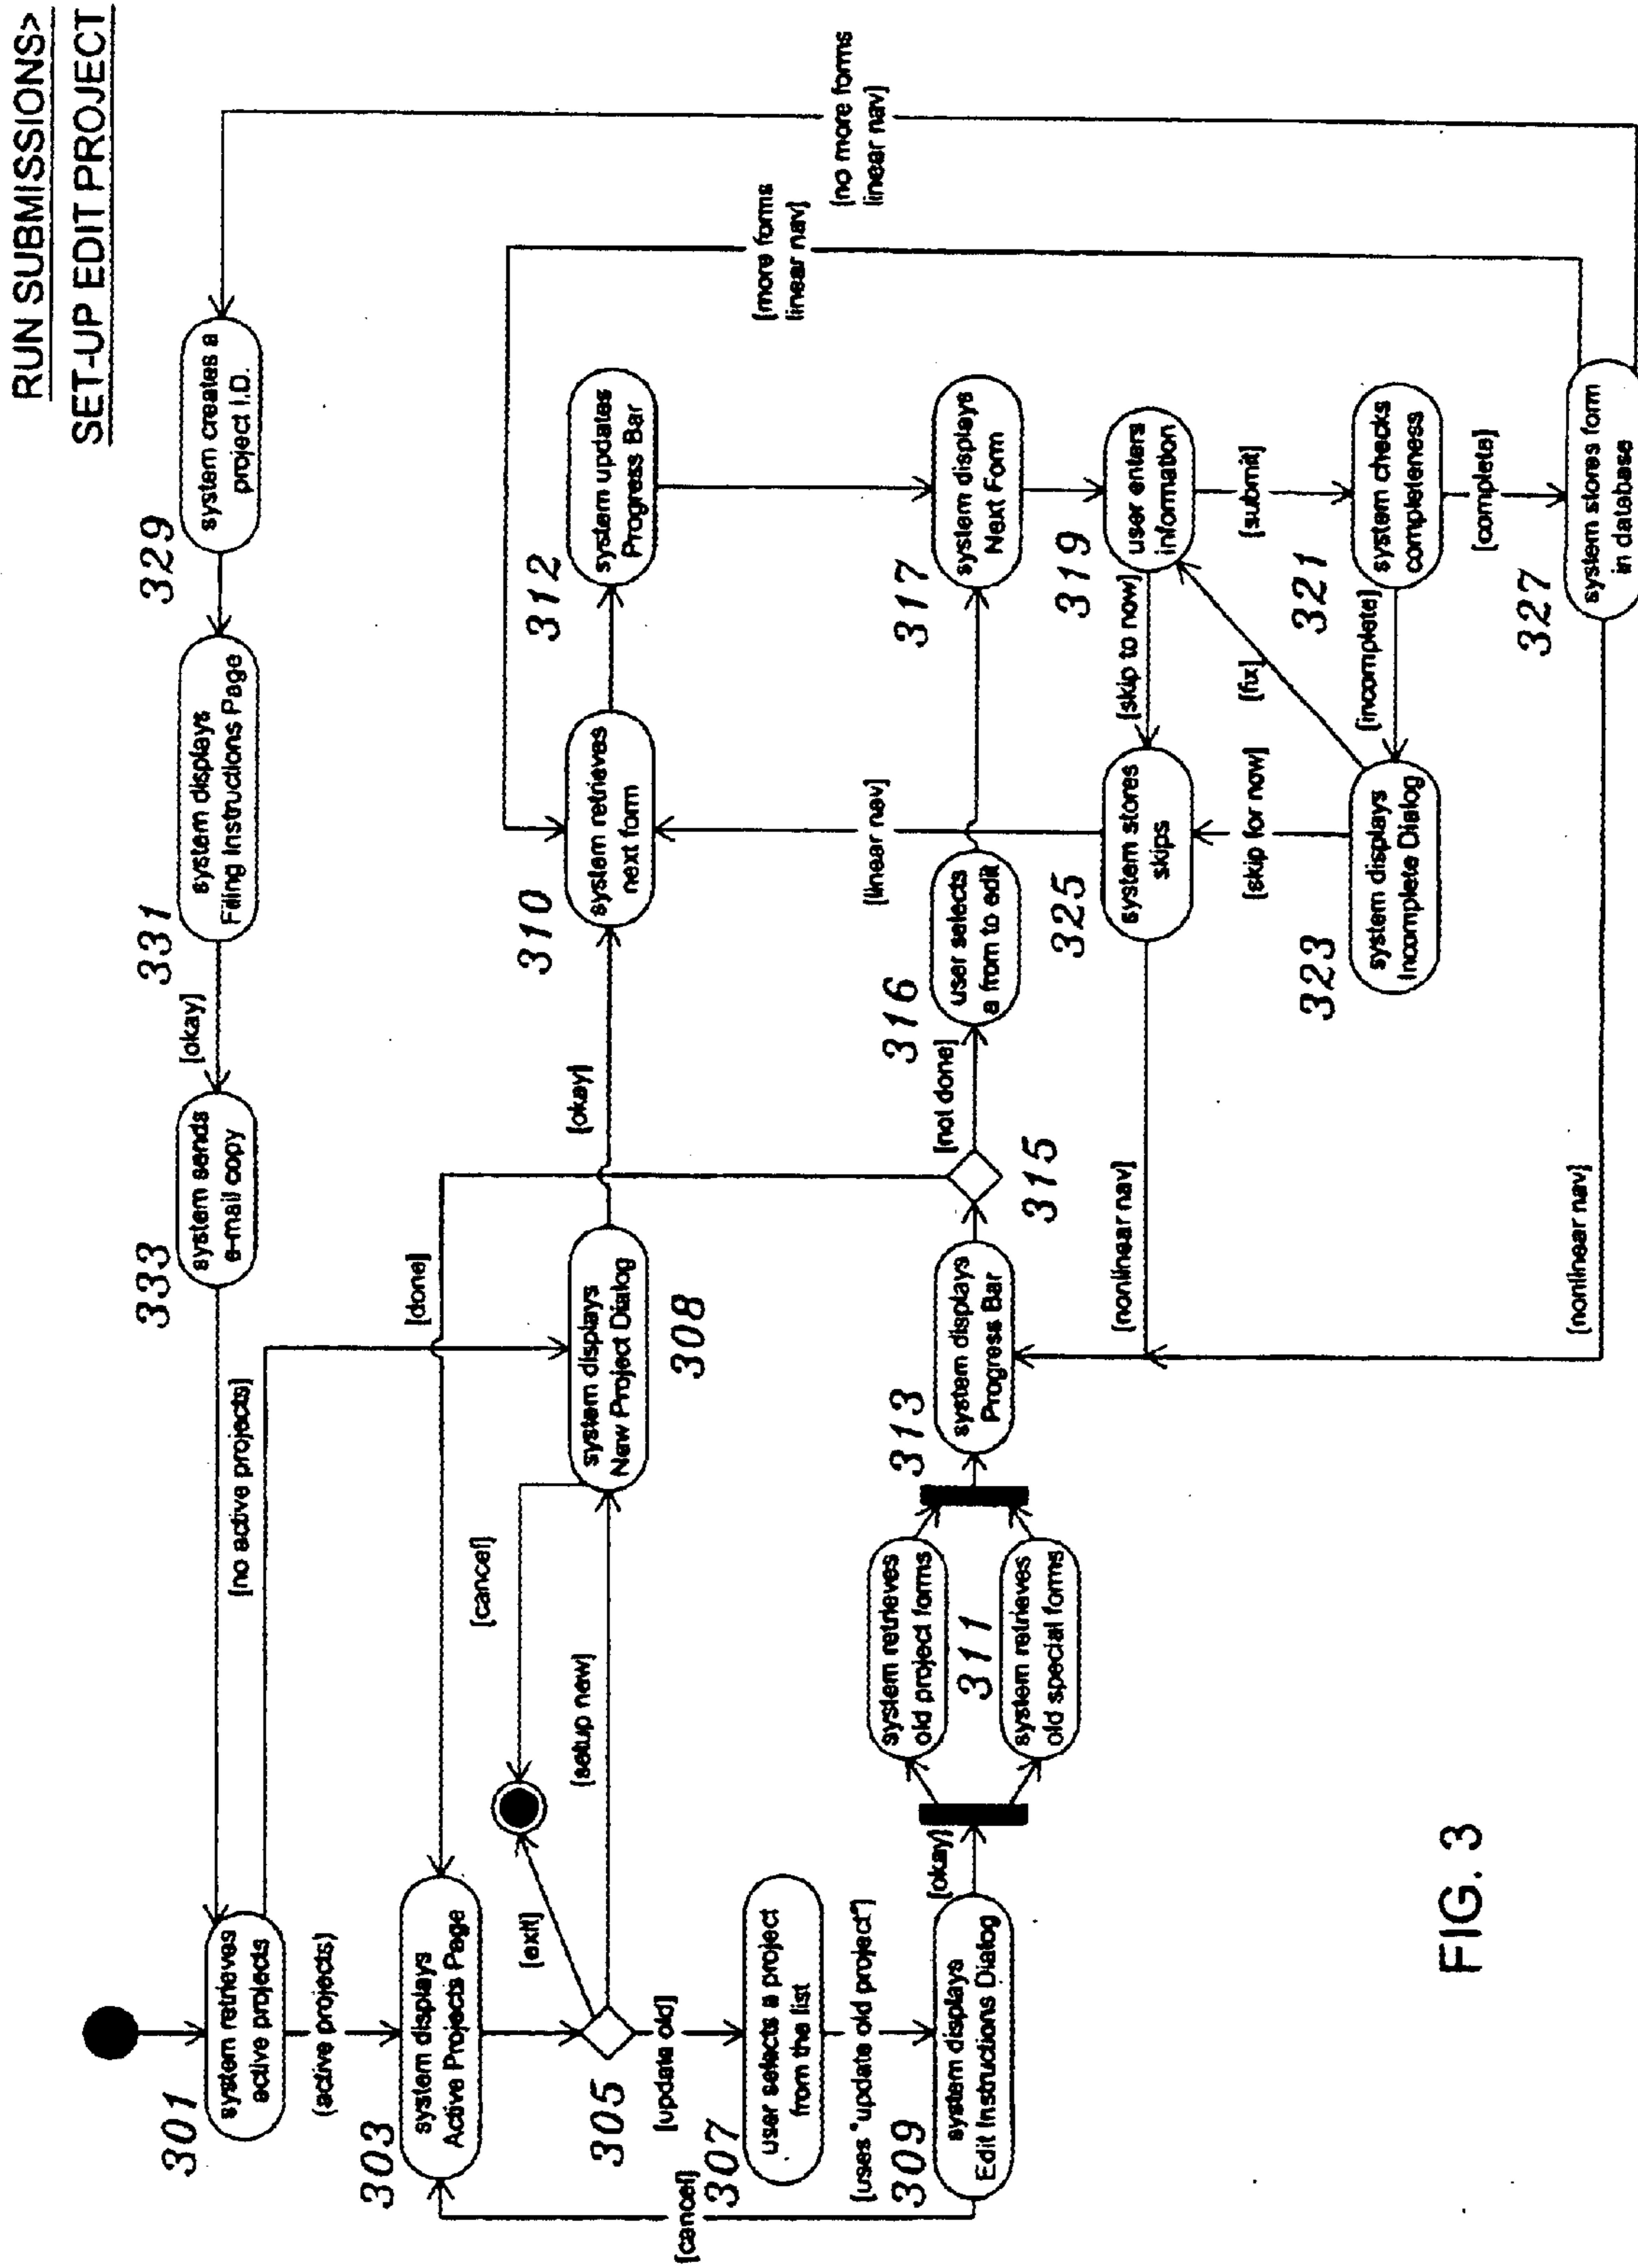 RUN SUBMISSIONS>
SET-UP EDIT PROJECT
301
system retrieves
active projects
(active projects)
[no active projects]
303
system displays
Active Projects Page
305
[exit]
[setup new]
[update old]
[cancel]
[done]
307
user selects a project
from the list
[uses "update old project"]
309
system displays
Edit Instructions Dialog
[cancel]
[okay]
system retrieves
old project forms
311
system retrieves
old special forms
313
system displays
Progress Bar
315
[not done]
316
user selects
a from to edit
308
system displays
New Project Dialog
[okay]
310
system retrieves
next form
312
system updates
Progress Bar
317
system displays
Next Form
319
user enters
information
[submit]
[skip to now]
[fix]
[linear nav]
325
system stores
skips
[skip for now]
[nonlinear nav]
321
system checks
completeness
[incomplete]
[complete]
323
system displays
Incomplete Dialog
327
system stores form
in database
[nonlinear nav]
[more forms
linear nav]
[no more forms
linear nav]
329
system creates a
project I.D.
331
system displays
Filing Instructions Page
[okay]
333
system sends
e-mail copy
FIG. 3